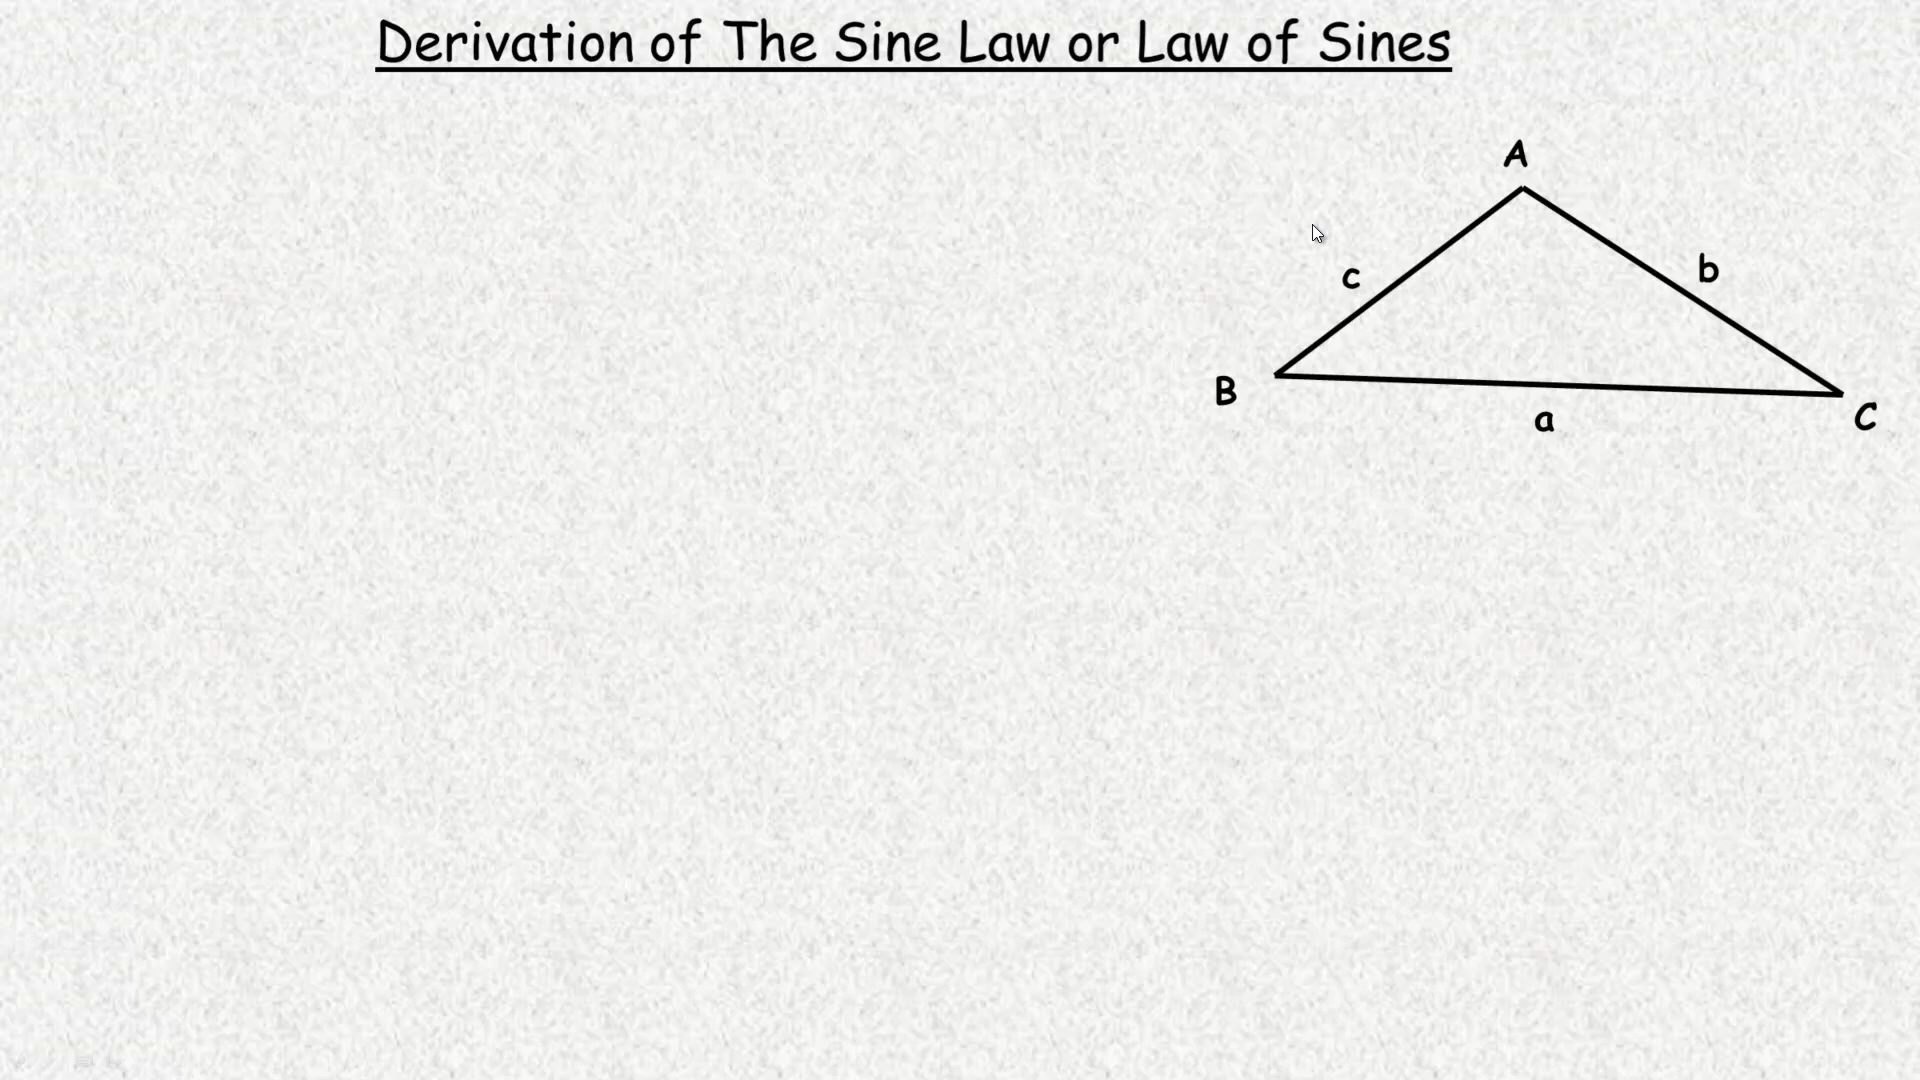 Derivation of The Sine Law or Law of Sines
A
c
b
B
a
C